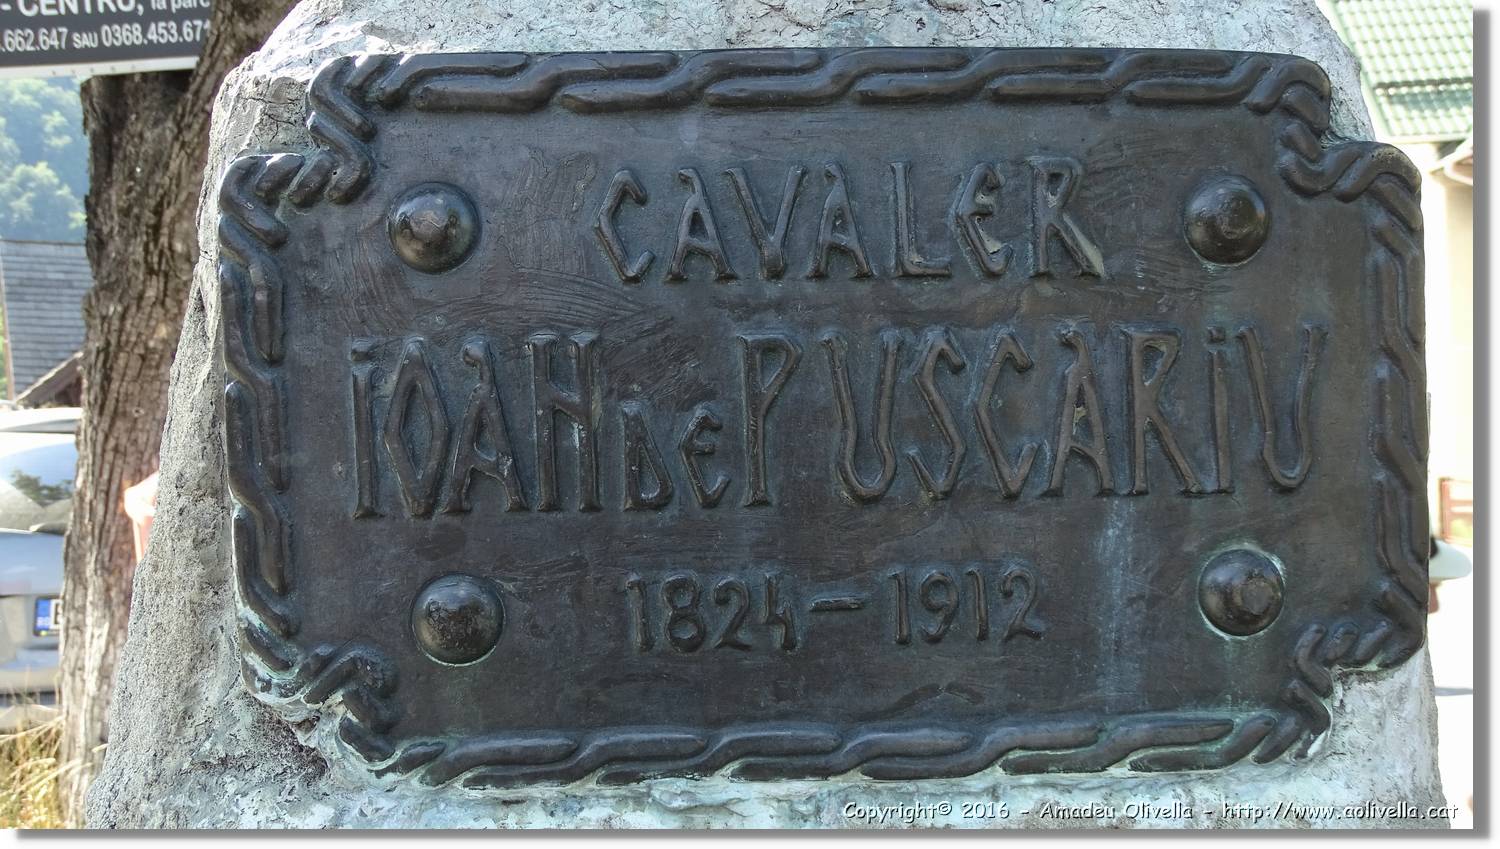 - CENTRU, la parc
.662.647 SAU 0368.453.671
CAVALER
iOAN DE PUSCARiU
1824-1912
Copyright© 2016 - Amadeu Olivella - http://www.aolivella.cat